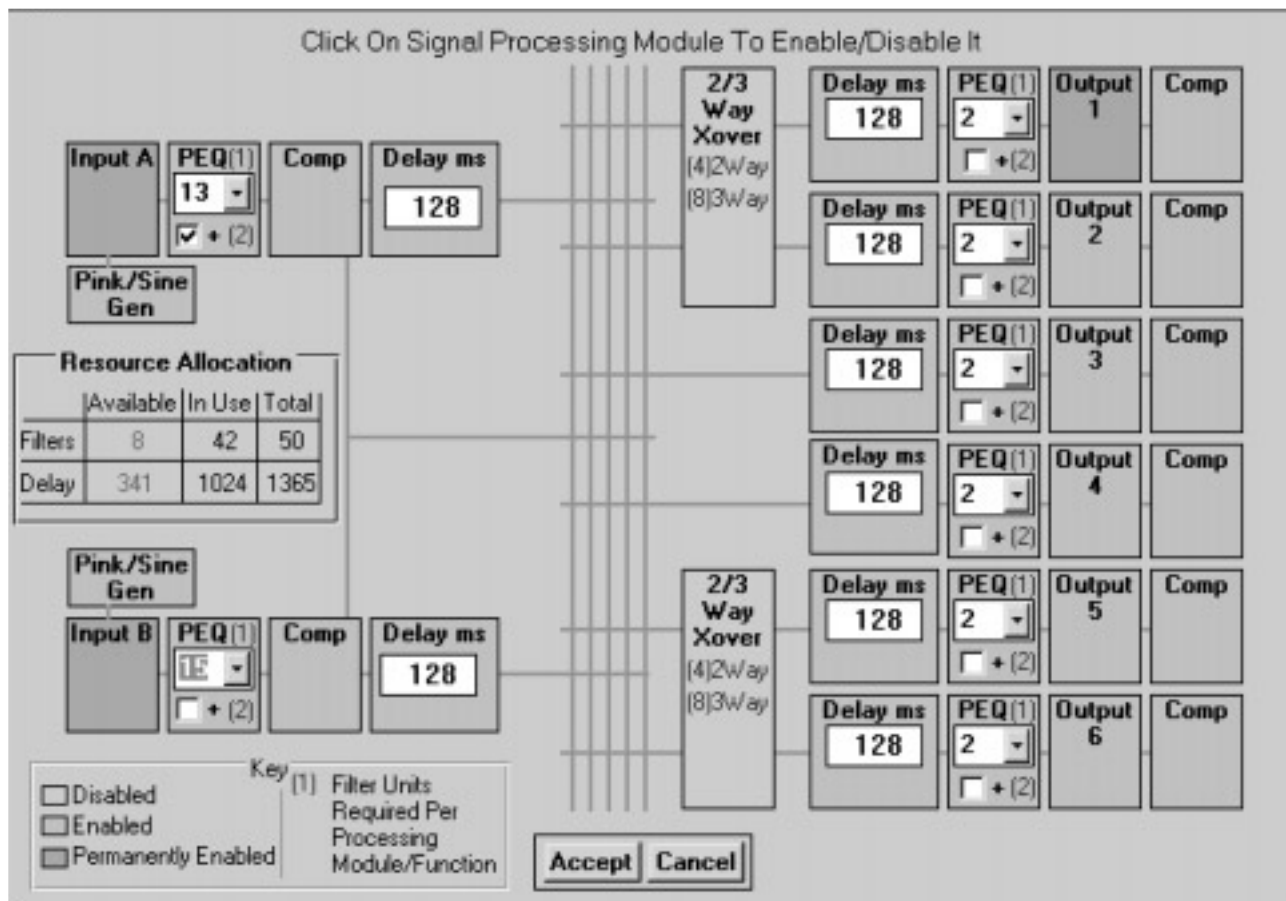 Click On Signal Processing Module To Enable/Disable It
Input A
PEQ(1)
13
+ (2)
Comp
Delay ms
128
Pink/Sine
Gen
Resource Allocation
Available In Use Total
Filters 8 42 50
Delay 341 1024 1365
Pink/Sine
Gen
Input B
PEQ(1)
+ (2)
Comp
Delay ms
128
2/3
Way
Xover
(4)2Way
(8)3Way
Delay ms
128
PEQ(1)
2
+(2)
Output
1
Comp
Delay ms
128
PEQ(1)
2
+ (2)
Output
2
Comp
Delay ms
128
PEQ(1)
2
+ (2)
Output
3
Comp
Delay ms
128
PEQ(1)
2
+ (2)
Output
4
Comp
2/3
Way
Xover
(4)2Way
(8)3Way
Delay ms
128
PEQ(1)
2
+ (2)
Output
5
Comp
Delay ms
128
PEQ(1)
2
+ (2)
Output
6
Comp
Key
Disabled
Enabled
Permanently Enabled
(1) Filter Units
Required Per
Processing
Module/Function
Accept Cancel